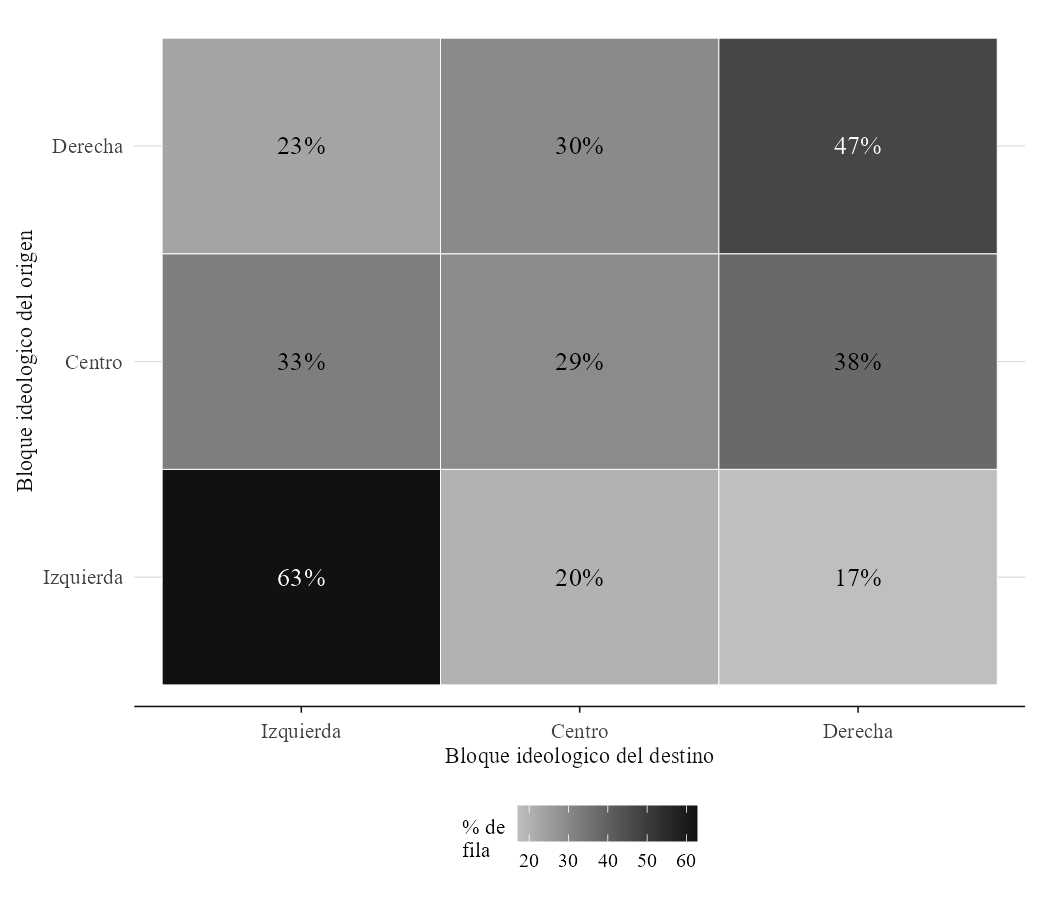 Derecha
23%
30%
47%
Bloque ideologico del origen
Centro
33%
29%
38%
Izquierda
63%
20%
17%
Izquierda
Centro
Derecha
Bloque ideologico del destino
% de
fila
20 30 40 50 60